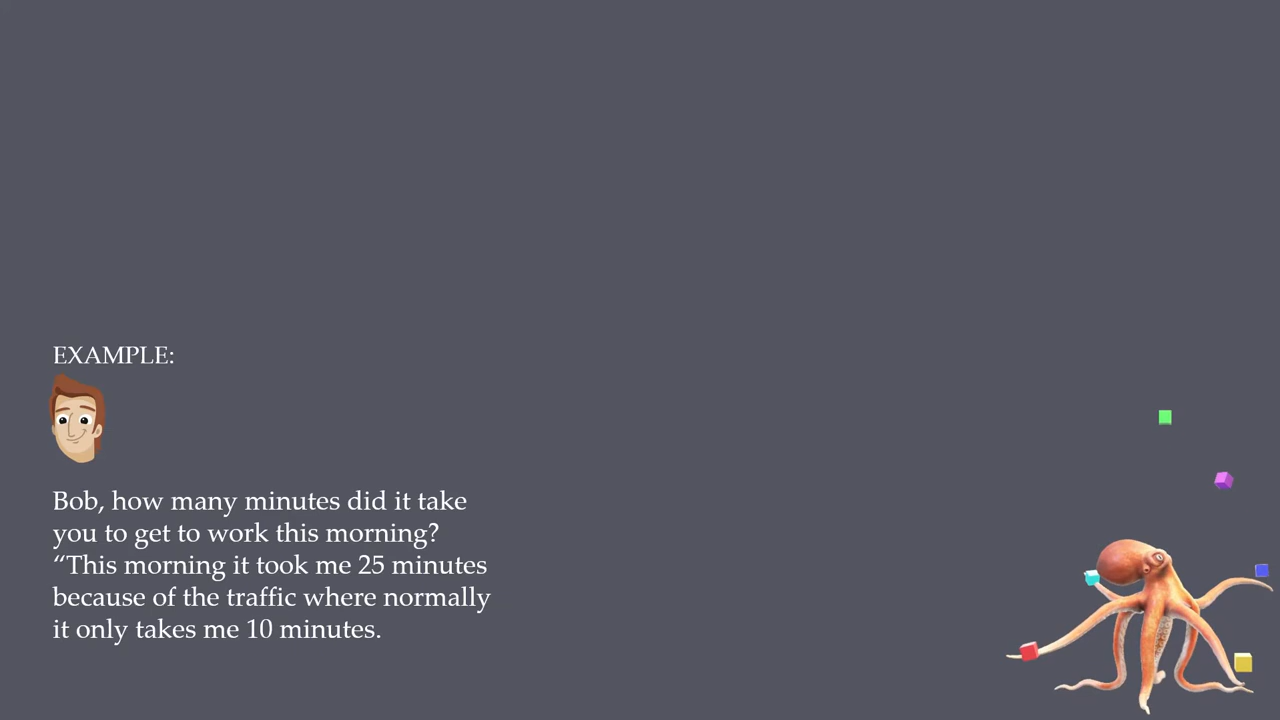 EXAMPLE:
Bob, how many minutes did it take
you to get to work this morning?
“This morning it took me 25 minutes
because of the traffic where normally
it only takes me 10 minutes.